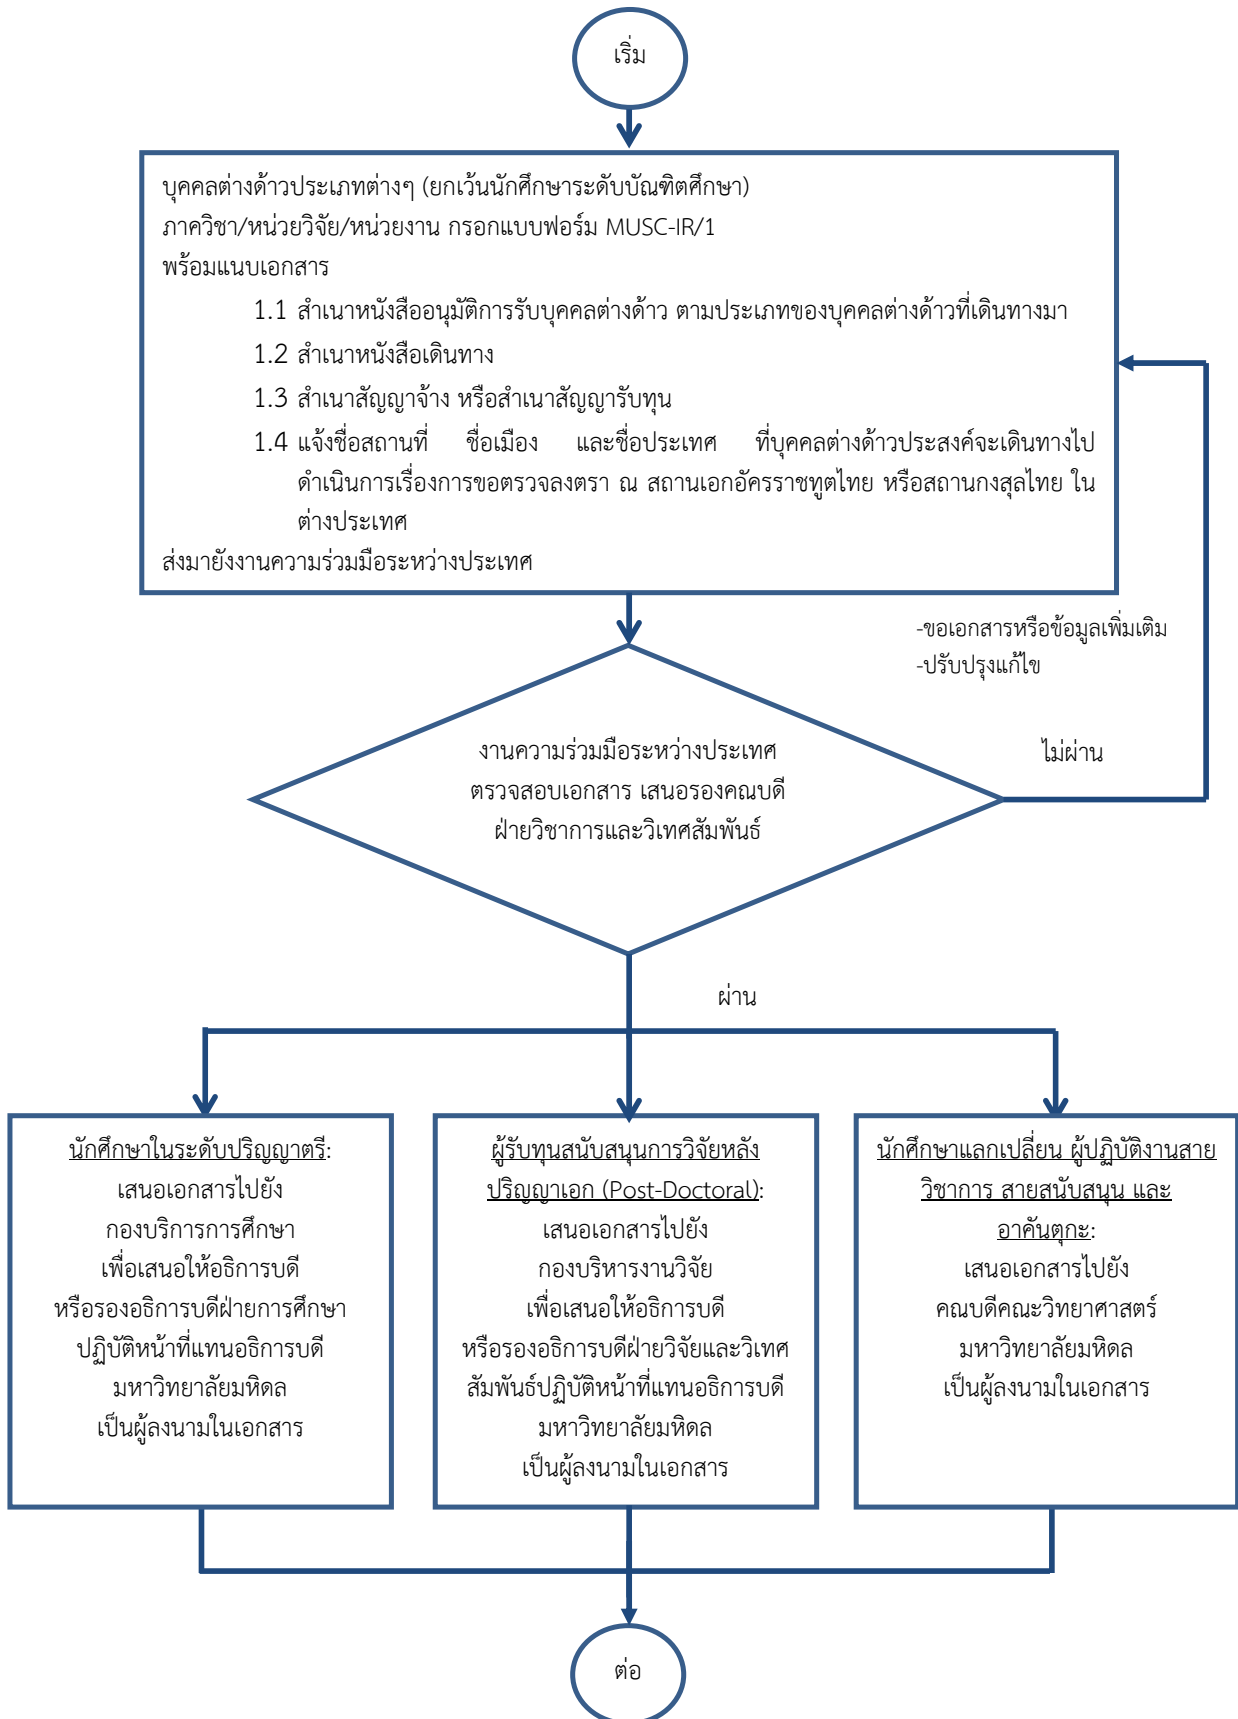 เริ่ม
บุคคลต่างด้าวประเภทต่างๆ (ยกเว้นนักศึกษาระดับบัณฑิตศึกษา)
ภาควิชา/หน่วยวิจัย/หน่วยงาน กรอกแบบฟอร์ม MUSC-IR/1
พร้อมแนบเอกสาร
1.1 สำเนาหนังสืออนุมัติการรับบุคคลต่างด้าว ตามประเภทของบุคคลต่างด้าวที่เดินทางมา
1.2 สำเนาหนังสือเดินทาง
1.3 สำเนาสัญญาจ้าง หรือสำเนาสัญญารับทุน
1.4 แจ้งชื่อสถานที่ ชื่อเมือง และชื่อประเทศ ที่บุคคลต่างด้าวประสงค์จะเดินทางไป
ดำเนินการเรื่องการขอตรวจลงตรา ณ สถานเอกอัครราชทูตไทย หรือสถานกงสุลไทย ใน
ต่างประเทศ
ส่งมายังงานความร่วมมือระหว่างประเทศ
-ขอเอกสารหรือข้อมูลเพิ่มเติม
-ปรับปรุงแก้ไข
งานความร่วมมือระหว่างประเทศ
ตรวจสอบเอกสาร เสนอรองคณบดี
ฝ่ายวิชาการและวิเทศสัมพันธ์
ไม่ผ่าน
ผ่าน
นักศึกษาในระดับปริญญาตรี:
เสนอเอกสารไปยัง
กองบริการการศึกษา
เพื่อเสนอให้อธิการบดี
หรือรองอธิการบดีฝ่ายการศึกษา
ปฏิบัติหน้าที่แทนอธิการบดี
มหาวิทยาลัยมหิดล
เป็นผู้ลงนามในเอกสาร
ผู้รับทุนสนับสนุนการวิจัยหลัง
ปริญญาเอก (Post-Doctoral):
เสนอเอกสารไปยัง
กองบริหารงานวิจัย
เพื่อเสนอให้อธิการบดี
หรือรองอธิการบดีฝ่ายวิจัยและวิเทศ
สัมพันธ์ปฏิบัติหน้าที่แทนอธิการบดี
มหาวิทยาลัยมหิดล
เป็นผู้ลงนามในเอกสาร
นักศึกษาแลกเปลี่ยน ผู้ปฏิบัติงานสาย
วิชาการ สายสนับสนุน และ
อาคันตุกะ:
เสนอเอกสารไปยัง
คณบดีคณะวิทยาศาสตร์
มหาวิทยาลัยมหิดล
เป็นผู้ลงนามในเอกสาร
ต่อ